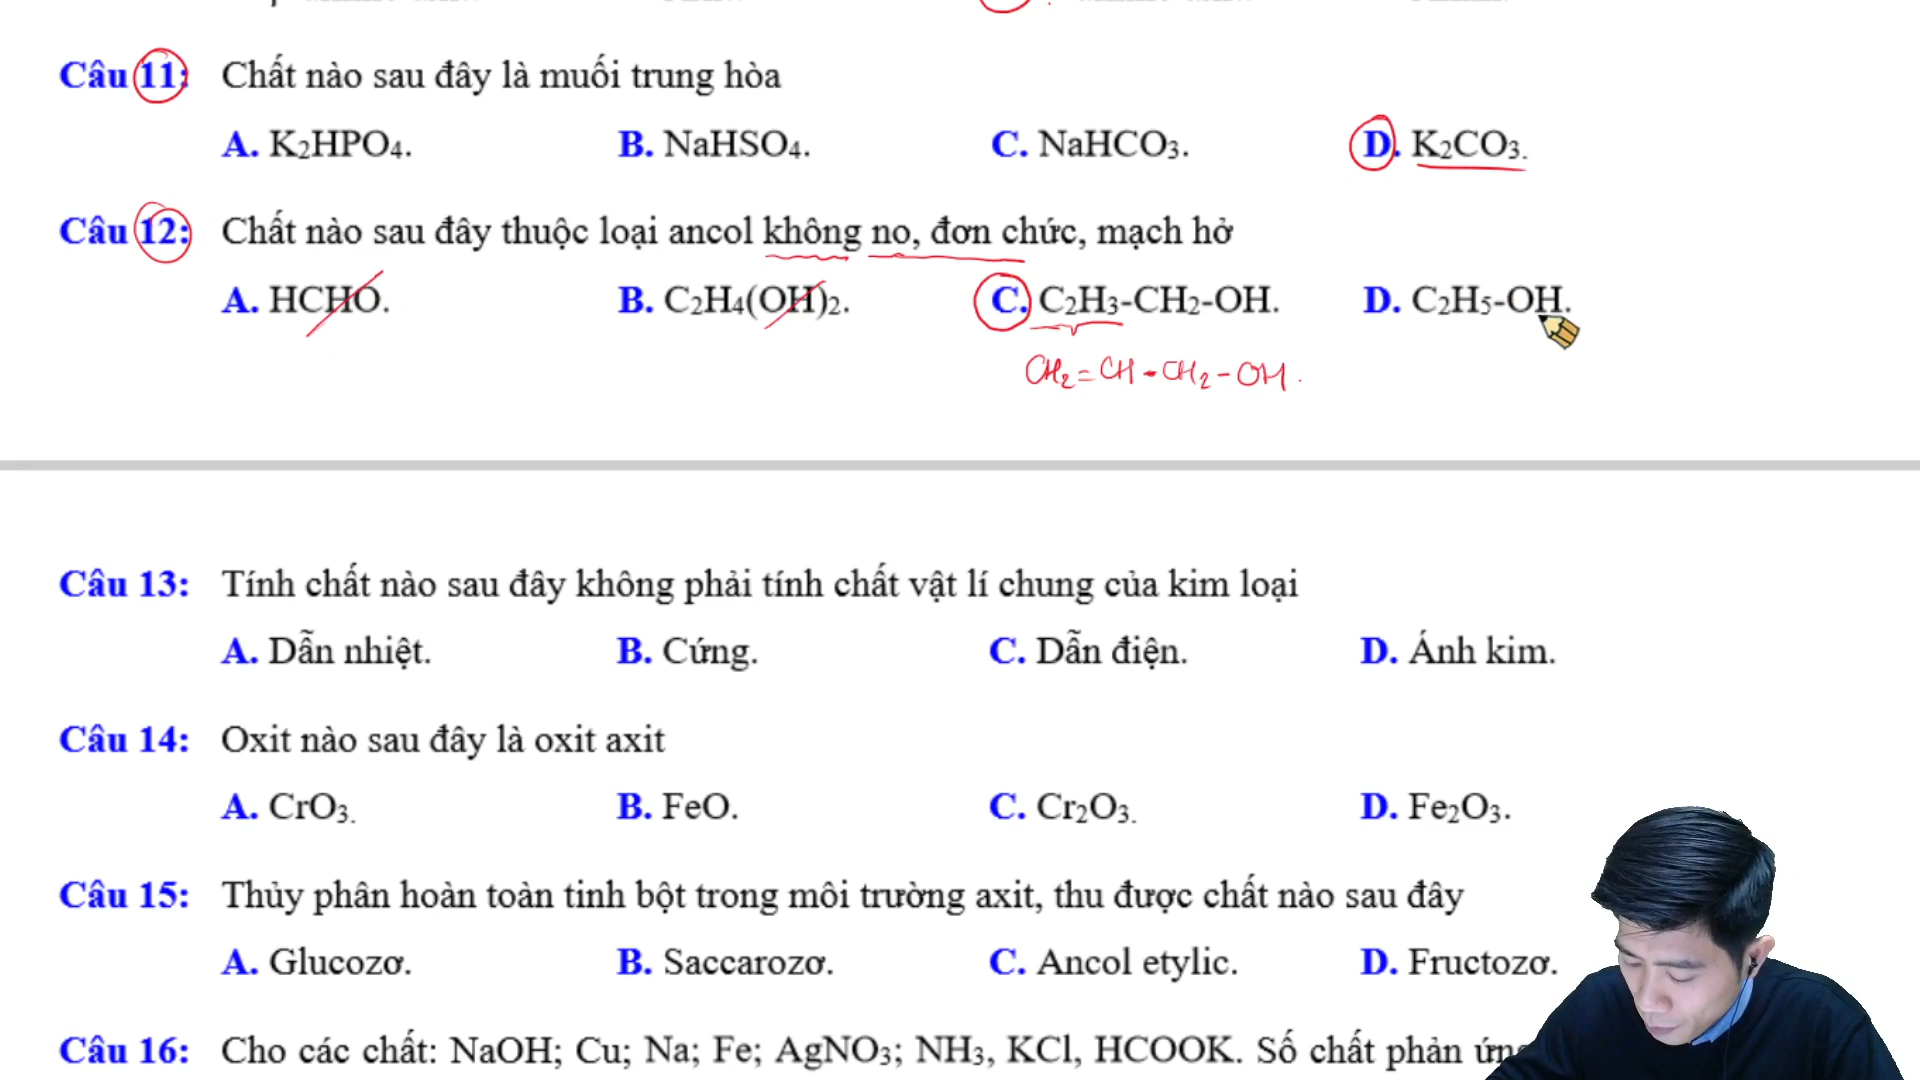 Câu 11: Chất nào sau đây là muối trung hòa
A. K₂HPO₄. B. NaHSO₄. C. NaHCO₃. D. K₂CO₃.
Câu 12: Chất nào sau đây thuộc loại ancol không no, đơn chức, mạch hở
A. HCHO. B. C₂H₄(OH)₂. C. C₂H₃-CH₂-OH. D. C₂H₅-OH.
CH₂=CH-CH₂-OH.
Câu 13: Tính chất nào sau đây không phải tính chất vật lí chung của kim loại
A. Dẫn nhiệt. B. Cứng. C. Dẫn điện. D. Ánh kim.
Câu 14: Oxit nào sau đây là oxit axit
A. CrO₃. B. FeO. C. Cr₂O₃. D. Fe₂O₃.
Câu 15: Thủy phân hoàn toàn tinh bột trong môi trường axit, thu được chất nào sau đây
A. Glucozơ. B. Saccarozơ. C. Ancol etylic. D. Fructozơ.
Câu 16: Cho các chất: NaOH; Cu; Na; Fe; AgNO₃; NH₃, KCl, HCOOK. Số chất phản